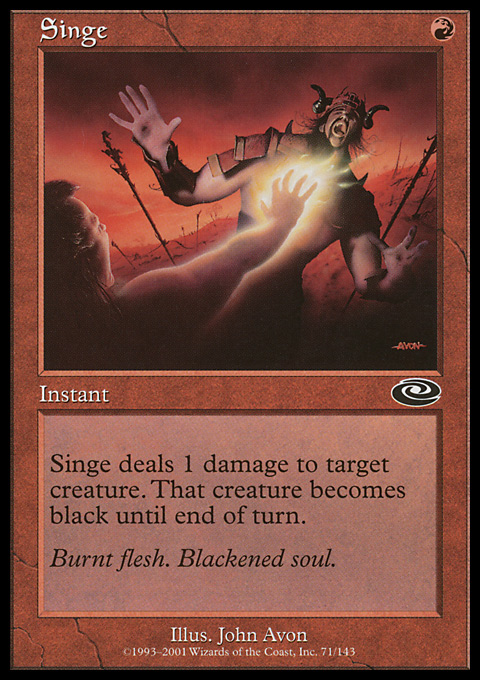 Singe
AVON
Instant
Singe deals 1 damage to target
creature. That creature becomes
black until end of turn.
Burnt flesh. Blackened soul.
Illus. John Avon
©1993–2001 Wizards of the Coast, Inc. 71/143